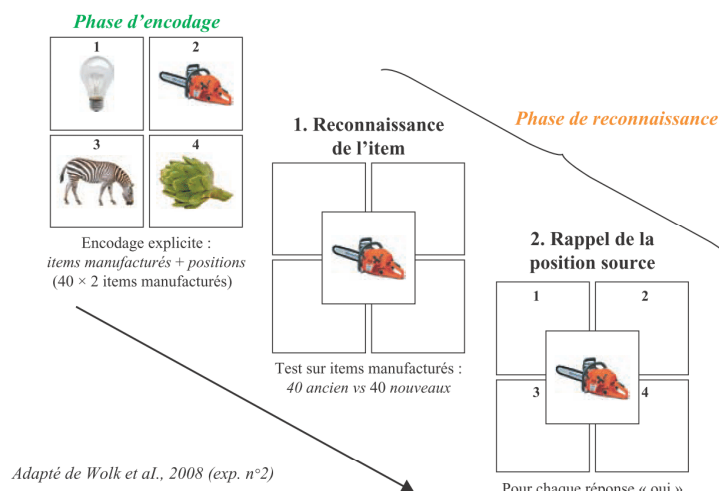 Phase d'encodage
1
2
3
4
Encodage explicite :
items manufacturés + positions
(40 × 2 items manufacturés)
1. Reconnaissance
de l'item
Test sur items manufacturés :
40 ancien vs 40 nouveaux
Phase de reconnaissance
2. Rappel de la
position source
1
2
3
4
Pour chaque réponse « oui »
Adapté de Wolk et aI., 2008 (exp. n°2)